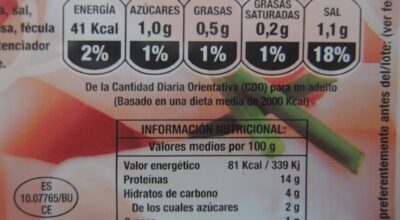 a, sal,
sa, fécula
otenciador
ENERGÍA
41 Kcal
2%
AZÚCARES
1,0g
1%
GRASAS
0,5g
1%
GRASAS
SATURADAS
0,2g
1%
SAL
1,1g
18%
De la Cantidad Diaria Orientativa (CDO) para un adulto
(Basado en una dieta media de 2000 Kcal)
INFORMACIÓN NUTRICIONAL:
Valores medios por 100 g
Valor energético 81 Kcal / 339 Kj
Proteínas 14 g
Hidratos de carbono 4 g
De los cuales azúcares 2 g
ES
10.07765/BU
CE
preferentemente antes del/lote: (ver fe